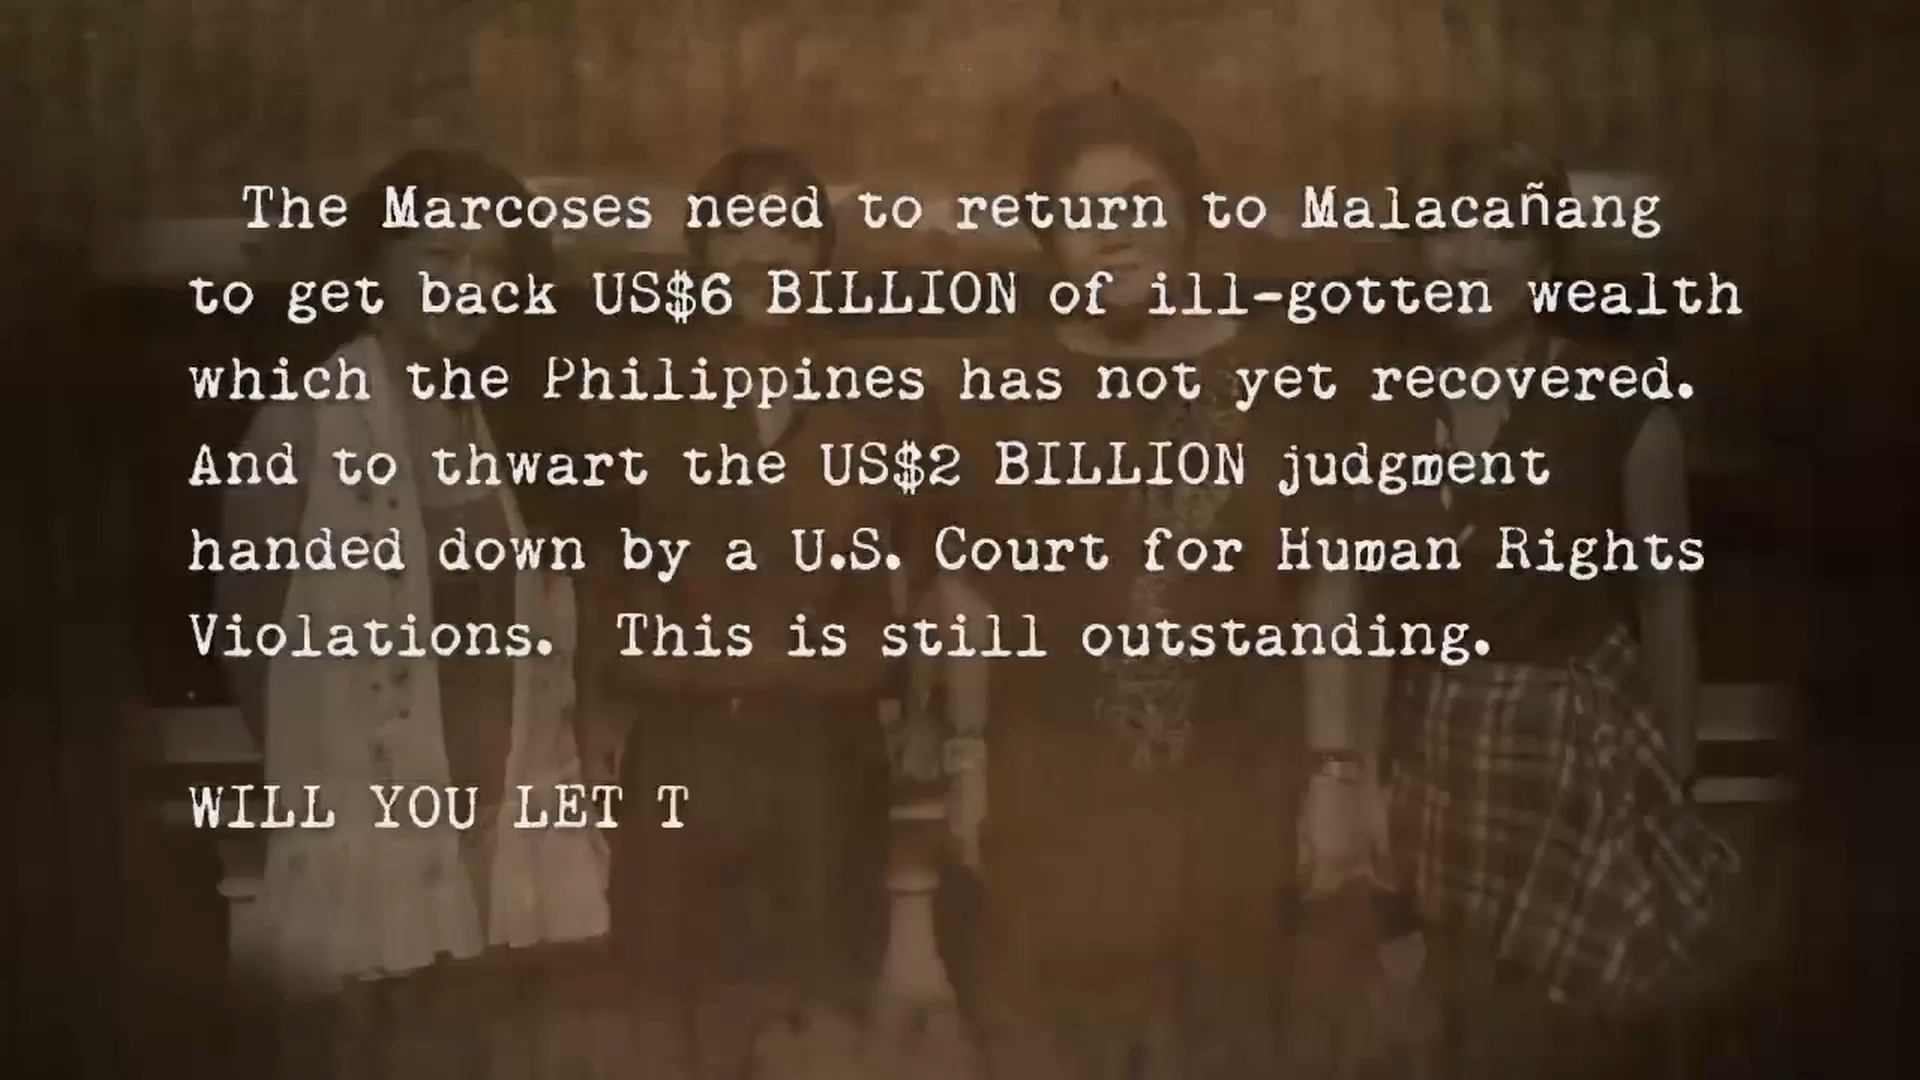 The Marcoses need to return to Malacañang
to get back US$6 BILLION of ill-gotten wealth
which the Philippines has not yet recovered.
And to thwart the US$2 BILLION judgment
handed down by a U.S. Court for Human Rights
Violations. This is still outstanding.
WILL YOU LET T